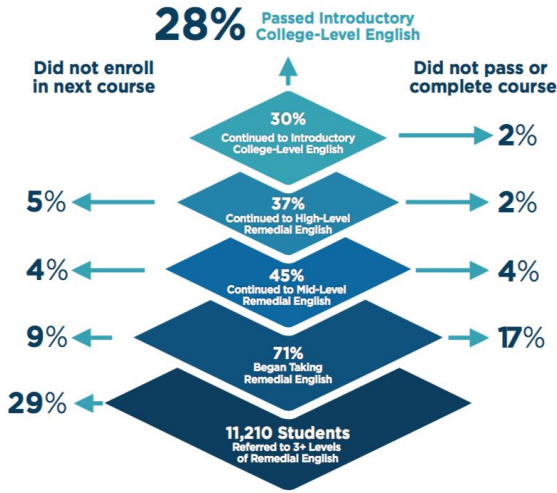 28% Passed Introductory
College-Level English
Did not enroll
in next course
Did not pass or
complete course
30%
Continued to Introductory
College-Level English
2%
5%
37%
Continued to High-Level
Remedial English
2%
4%
45%
Continued to Mid-Level
Remedial English
4%
9%
71%
Began Taking
Remedial English
17%
29%
11,210 Students
Referred to 3+ Levels
of Remedial English